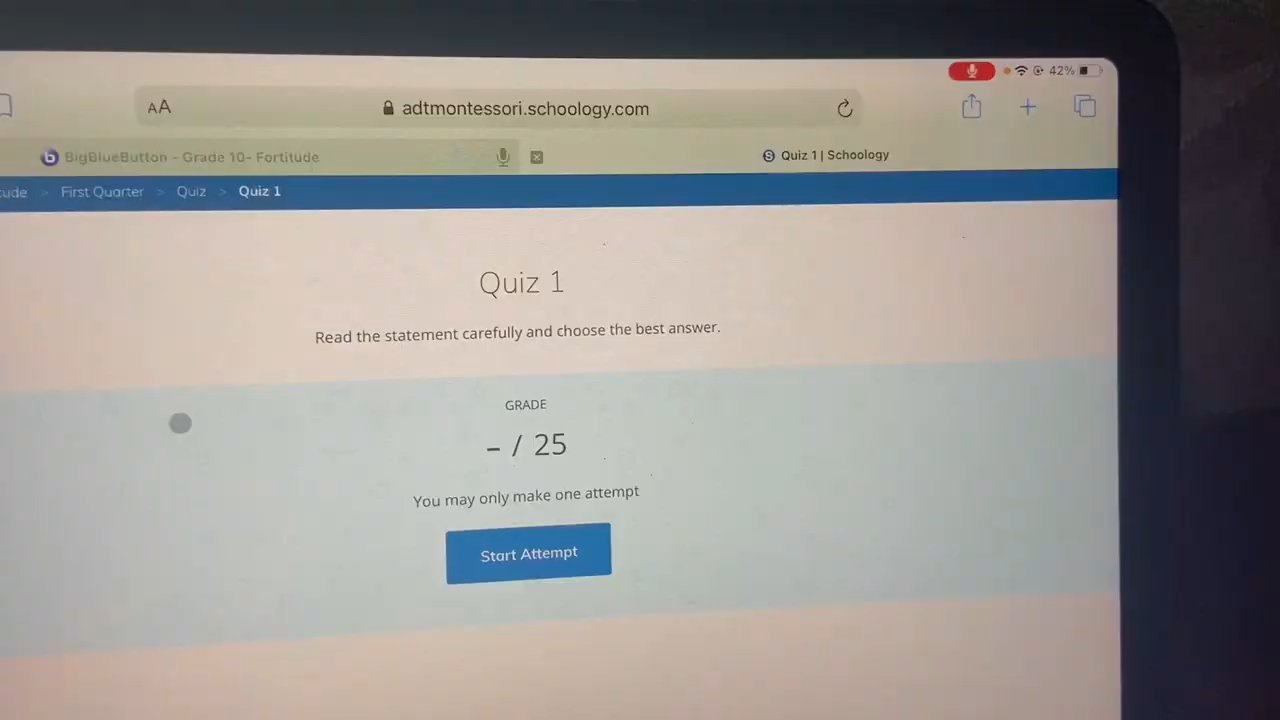 42%
AA adtmontessori.schoology.com
BigBlueButton - Grade 10- Fortitude
Quiz 1 | Schoology
> First Quarter > Quiz > Quiz 1
Quiz 1
Read the statement carefully and choose the best answer.
GRADE
– / 25
You may only make one attempt
Start Attempt